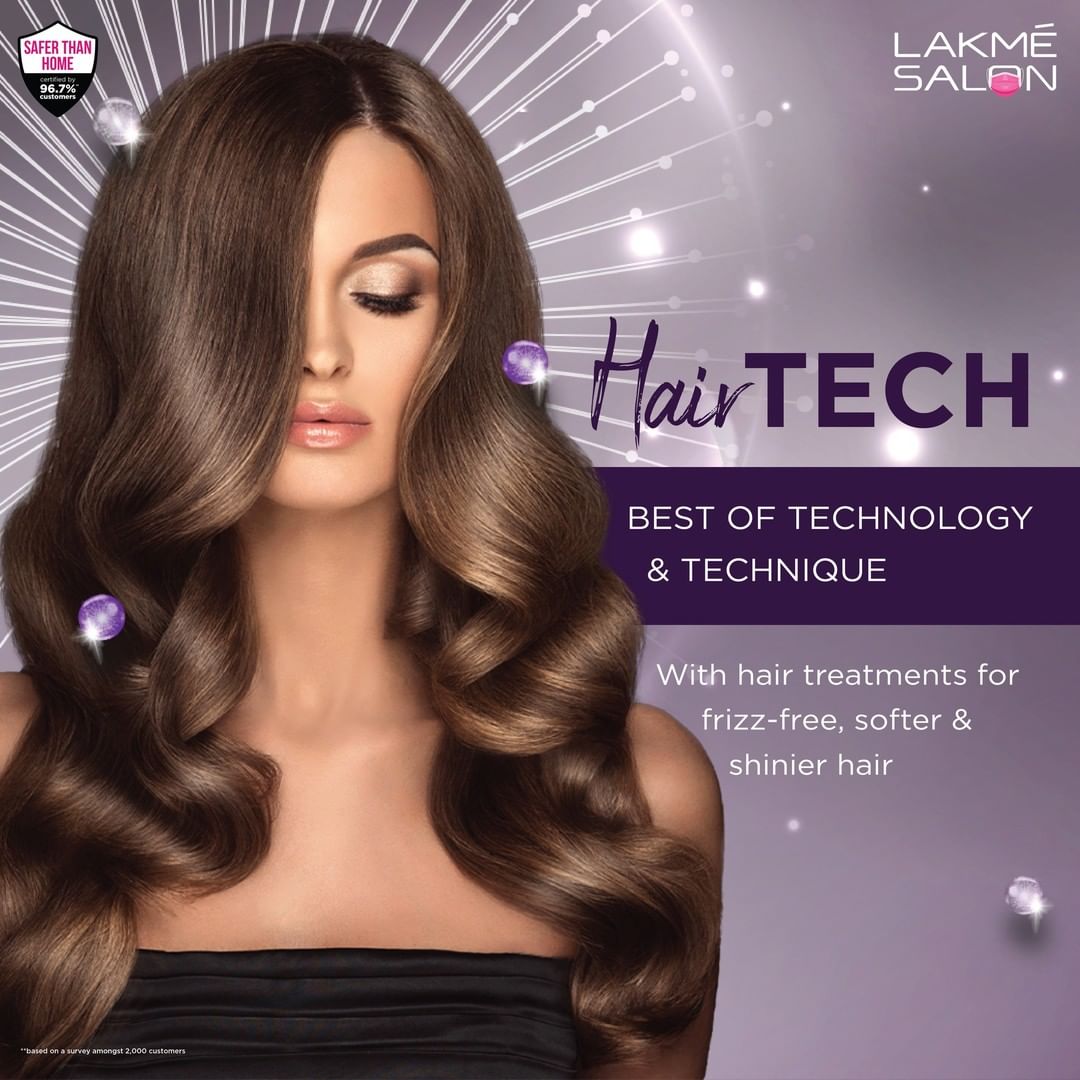 SAFER THAN
HOME
certified by
96.7%**
customers
LAKMÉ
SALON
HairTECH
BEST OF TECHNOLOGY
& TECHNIQUE
With hair treatments for
frizz-free, softer &
shinier hair
**based on a survey amongst 2,000 customers